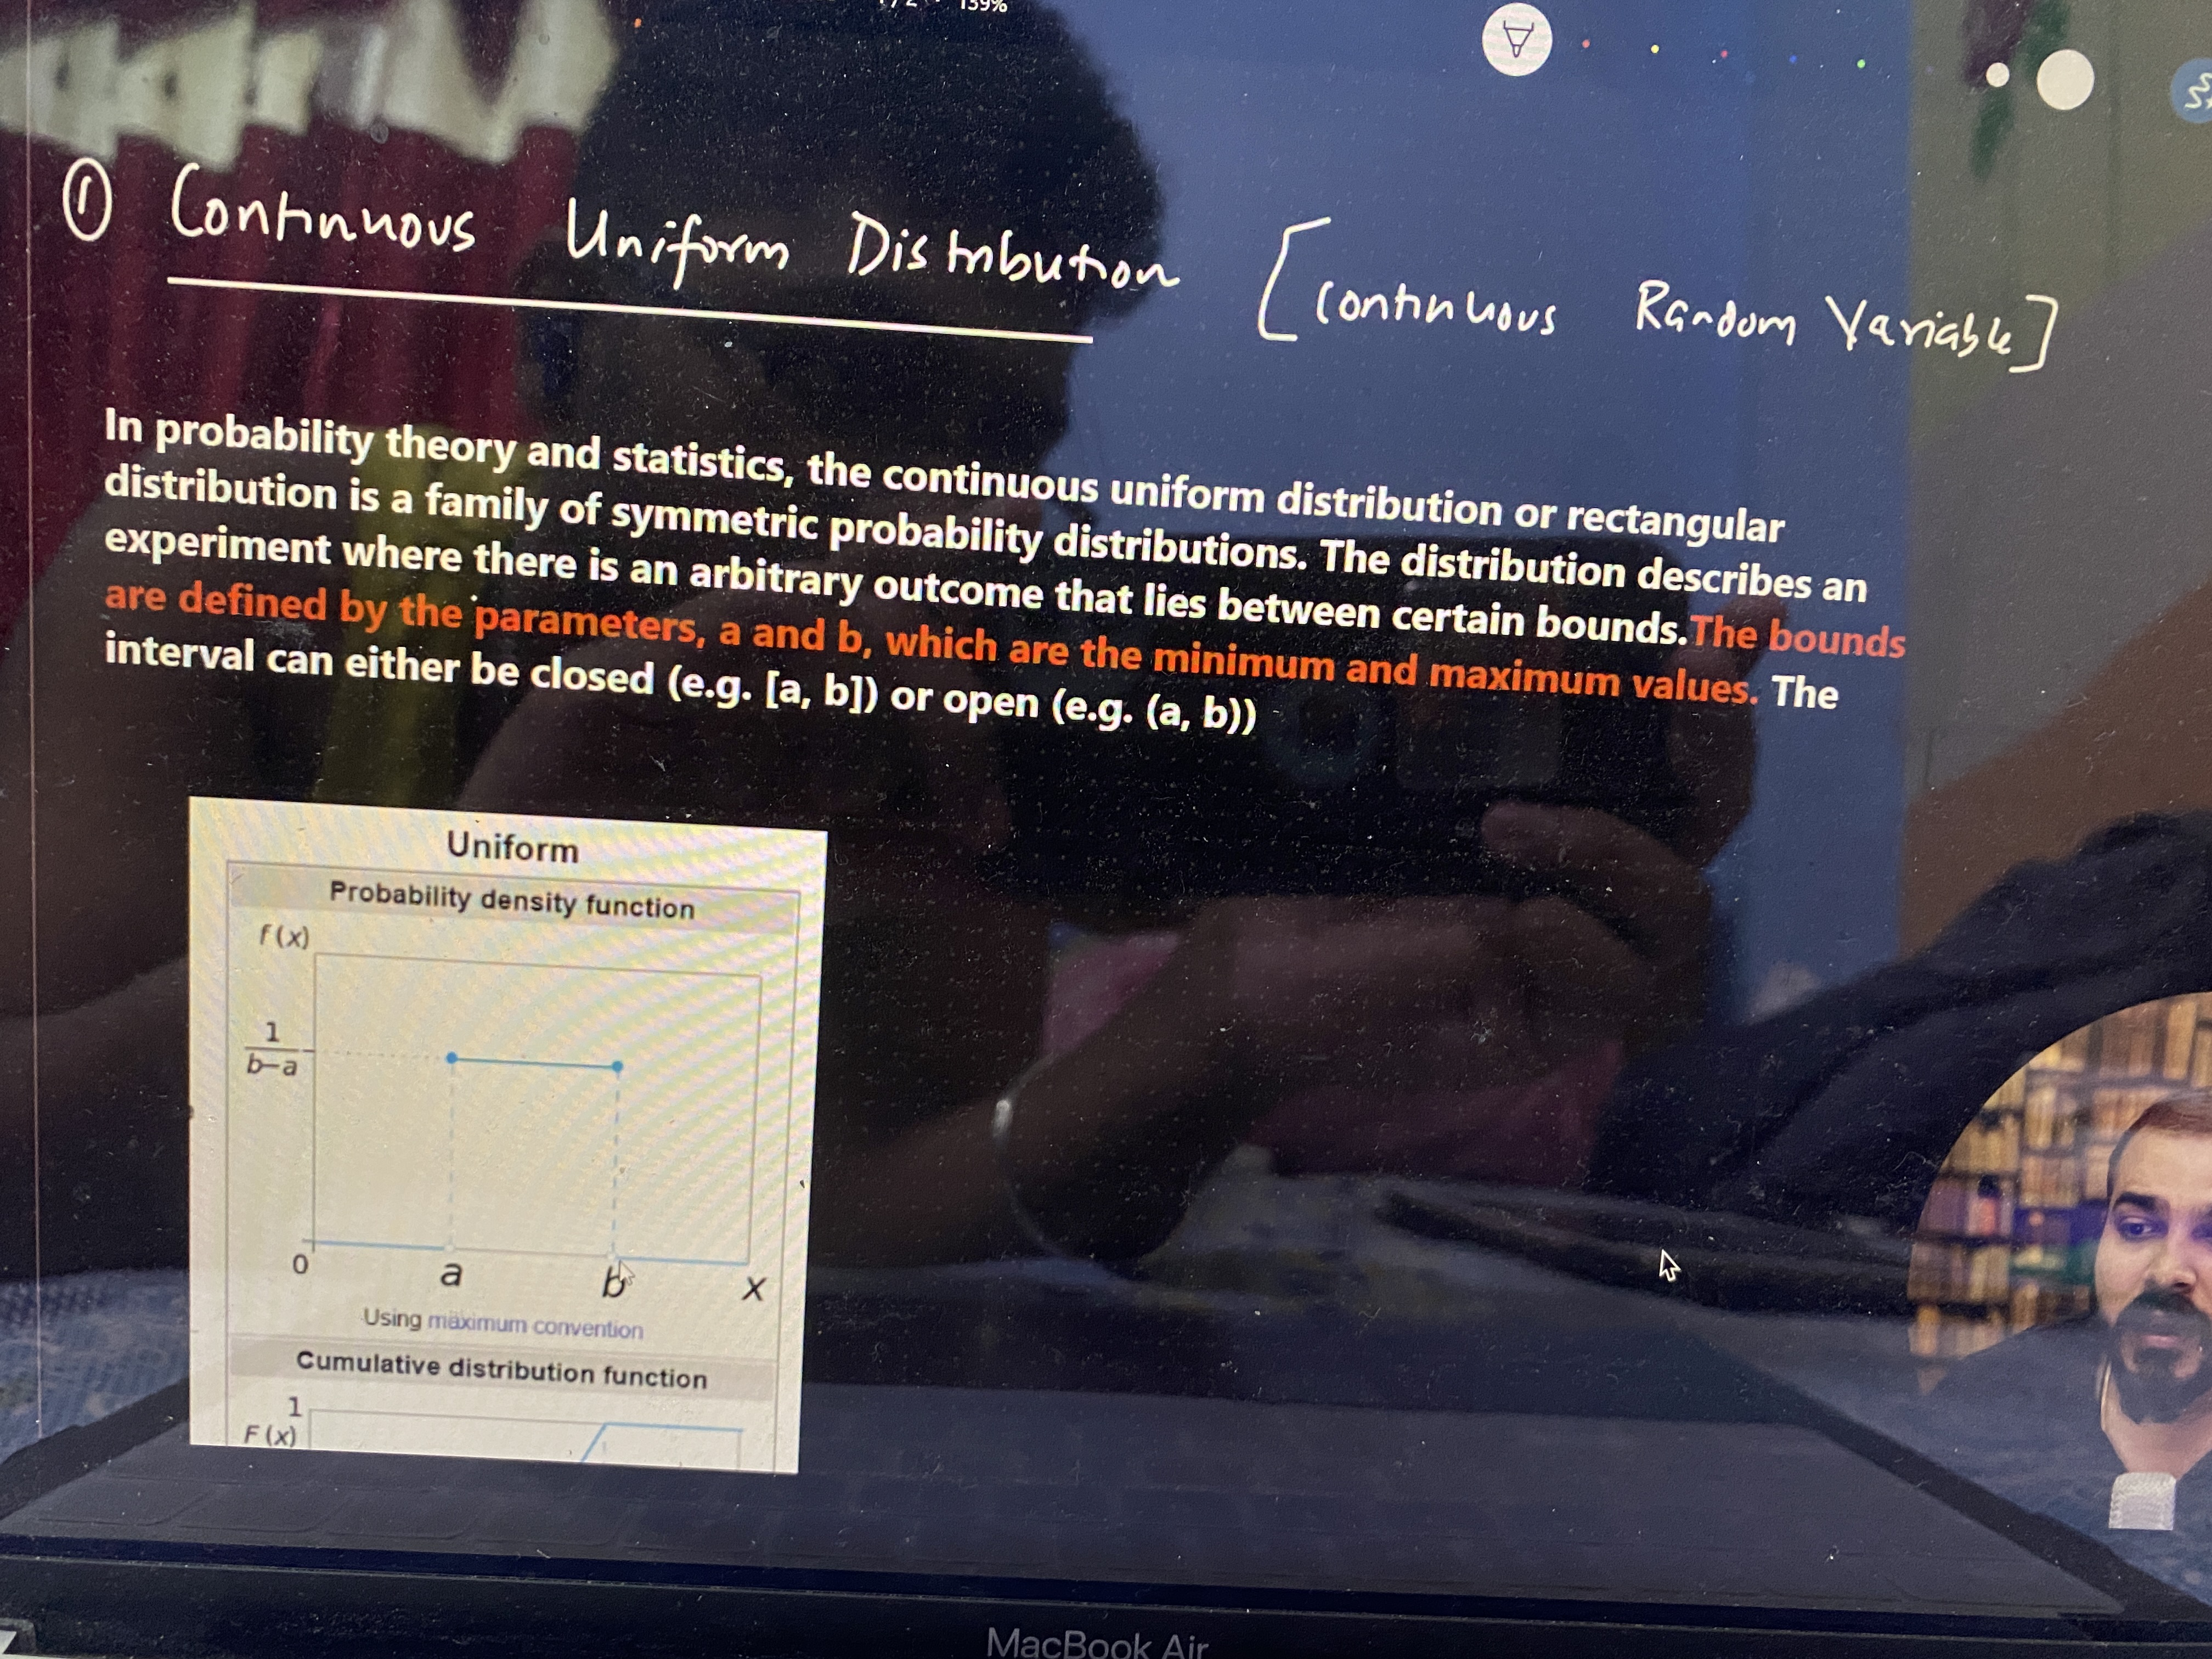 139%
① Continuous Uniform Distribution [Continuous Random Variable]
In probability theory and statistics, the continuous uniform distribution or rectangular
distribution is a family of symmetric probability distributions. The distribution describes an
experiment where there is an arbitrary outcome that lies between certain bounds.The bounds
are defined by the parameters, a and b, which are the minimum and maximum values. The
interval can either be closed (e.g. [a, b]) or open (e.g. (a, b))
Uniform
Probability density function
f(x)
1
b−a
0 a b x
Using maximum convention
Cumulative distribution function
1
F(x)
MacBook Air